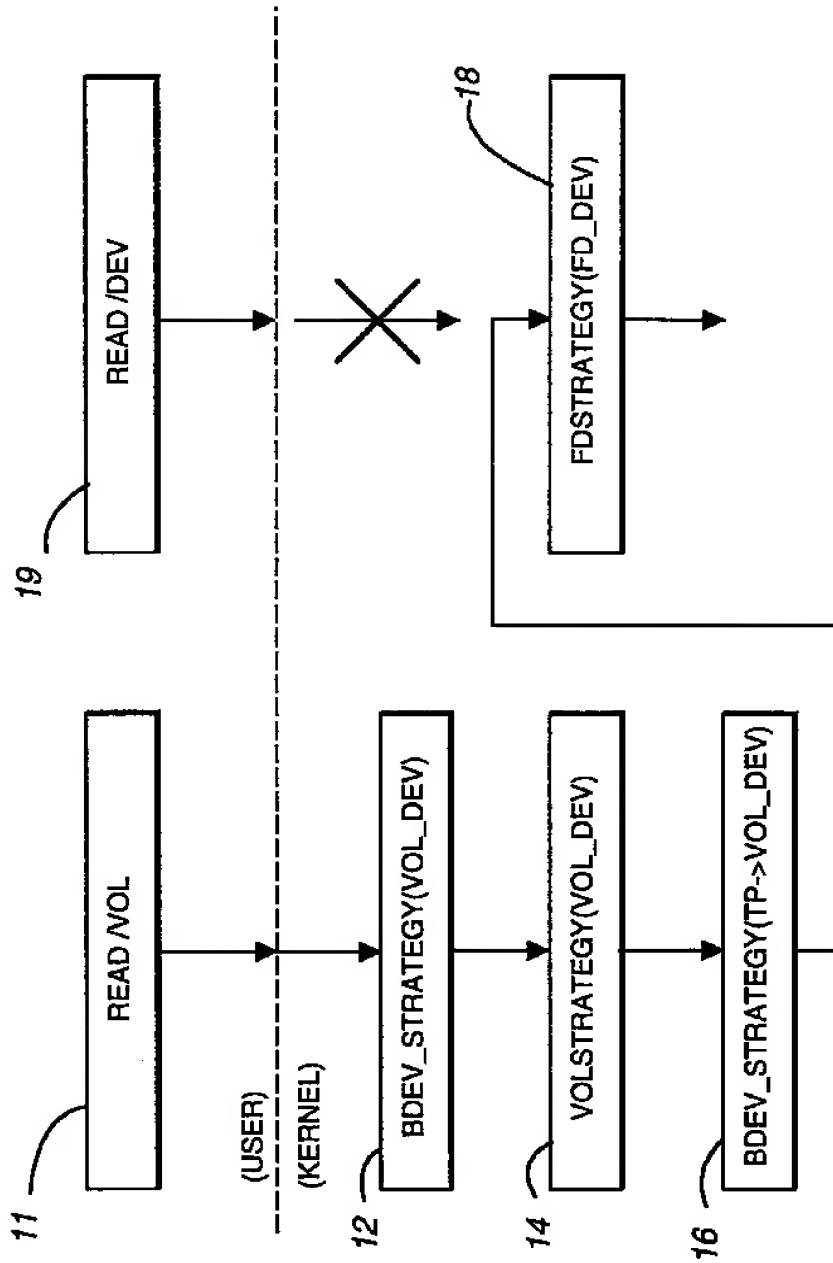 11
READ /VOL
19
READ /DEV
(USER)
(KERNEL)
12
BDEV_STRATEGY(VOL_DEV)
14
VOLSTRATEGY(VOL_DEV)
18
FDSTRATEGY(FD_DEV)
16
BDEV_STRATEGY(TP->VOL_DEV)